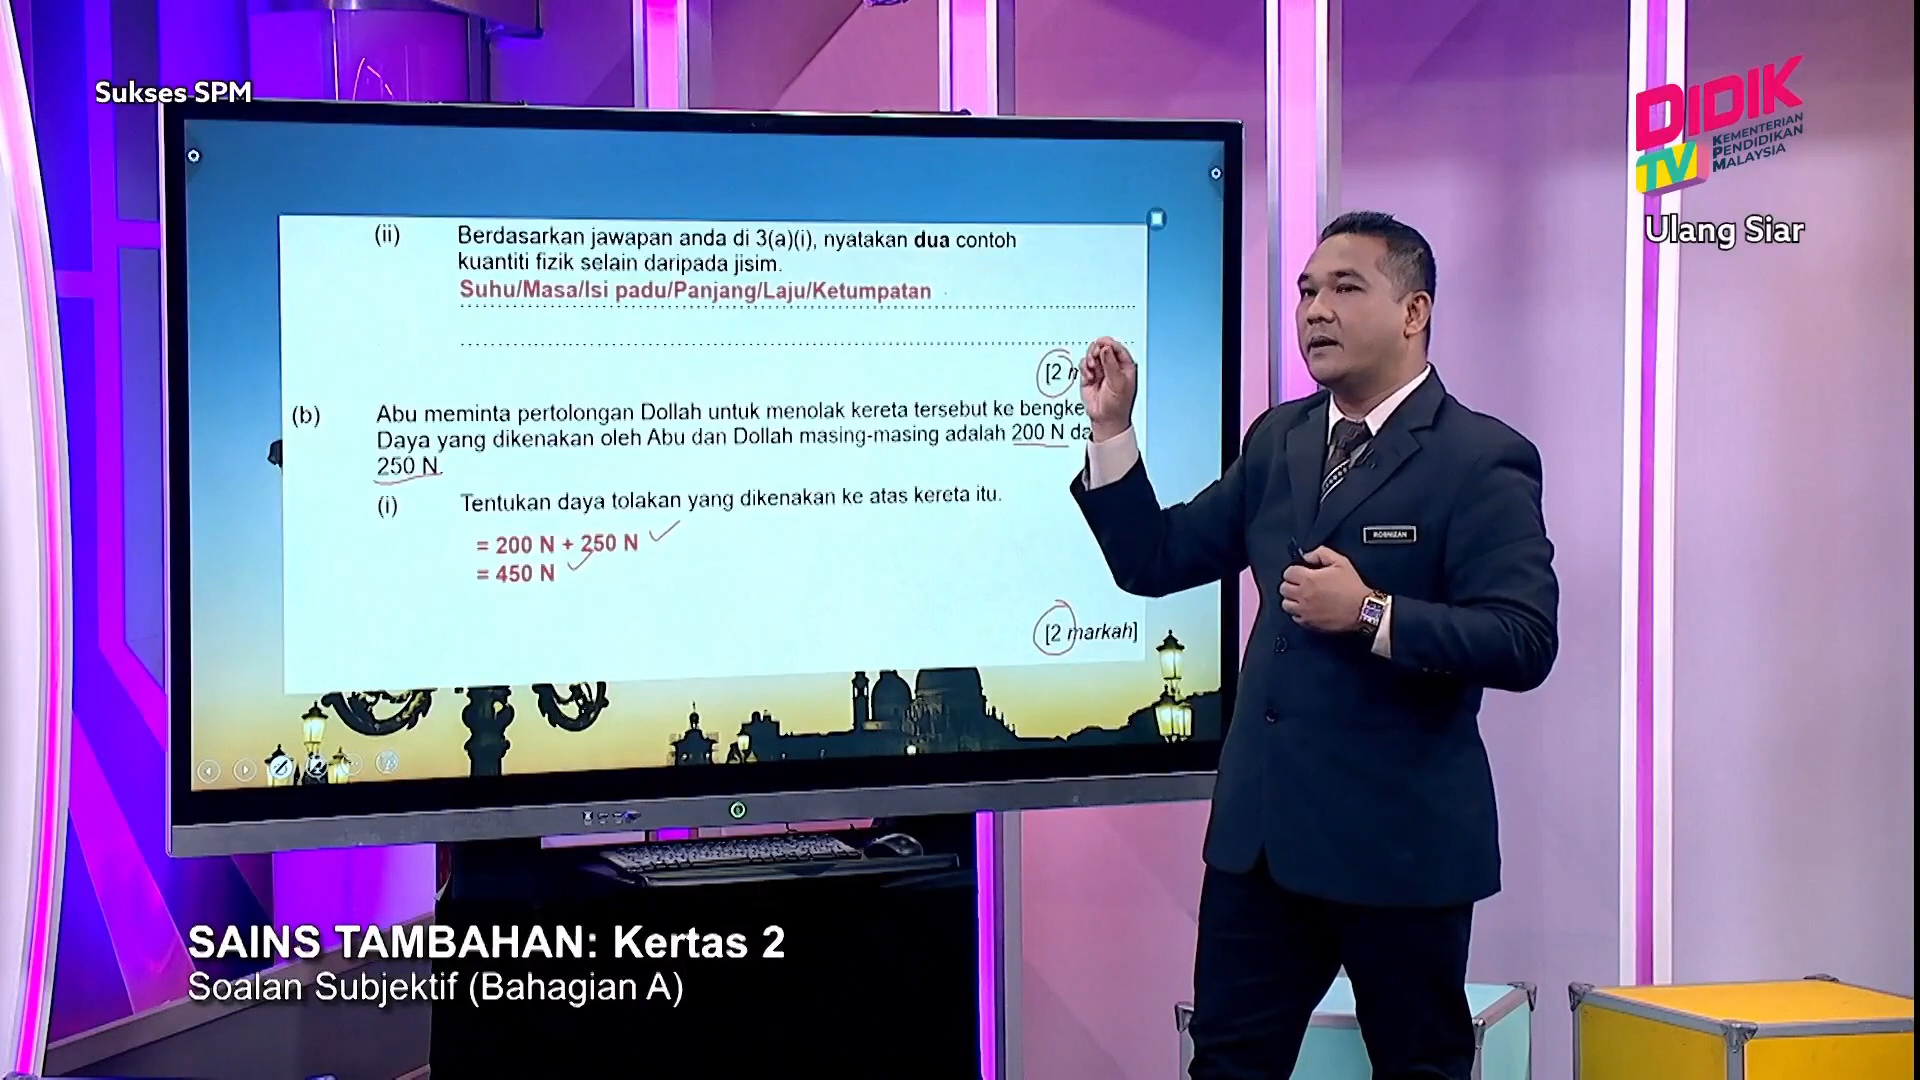 Sukses SPM
DIDIK
TV
KEMENTERIAN
PENDIDIKAN
MALAYSIA
Ulang Siar
(ii) Berdasarkan jawapan anda di 3(a)(i), nyatakan dua contoh
kuantiti fizik selain daripada jisim.
Suhu/Masa/Isi padu/Panjang/Laju/Ketumpatan
[2
(b) Abu meminta pertolongan Dollah untuk menolak kereta tersebut ke bengke
Daya yang dikenakan oleh Abu dan Dollah masing-masing adalah 200 N da
250 N.
(i) Tentukan daya tolakan yang dikenakan ke atas kereta itu.
= 200 N + 250 N
= 450 N
[2 markah]
ROSNIZAN
SAINS TAMBAHAN: Kertas 2
Soalan Subjektif (Bahagian A)